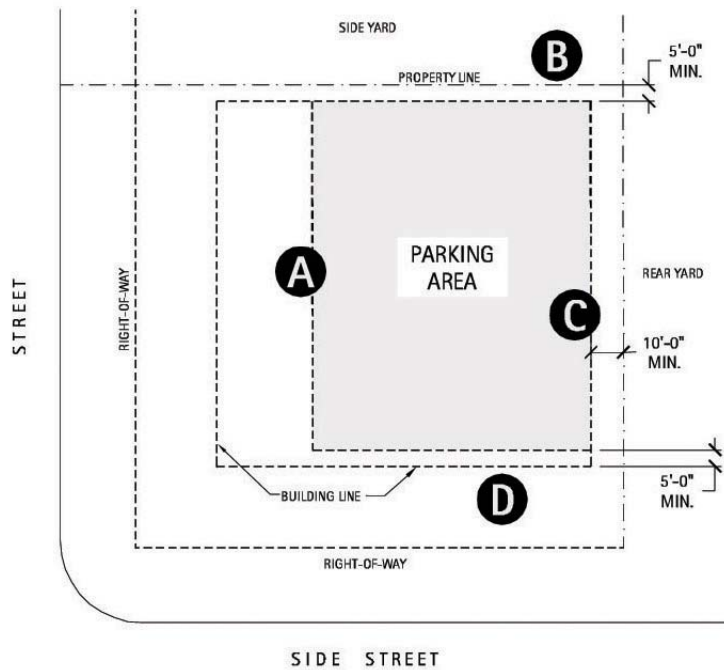 SIDE YARD
B
5'-0"
MIN.
PROPERTY LINE
A
PARKING
AREA
C
REAR YARD
STREET
RIGHT-OF-WAY
10'-0"
MIN.
BUILDING LINE
D
5'-0"
MIN.
RIGHT-OF-WAY
SIDE STREET